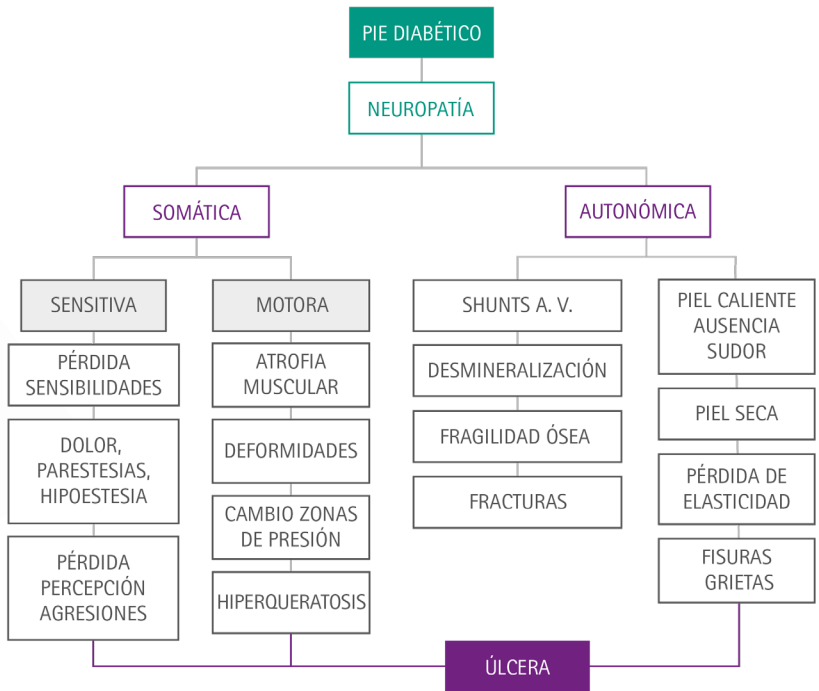 PIE DIABÉTICO
NEUROPATÍA
SOMÁTICA
AUTONÓMICA
SENSITIVA
PÉRDIDA
SENSIBILIDADES
DOLOR,
PARESTESIAS,
HIPOESTESIA
PÉRDIDA
PERCEPCIÓN
AGRESIONES
MOTORA
ATROFIA
MUSCULAR
DEFORMIDADES
CAMBIO ZONAS
DE PRESIÓN
HIPERQUERATOSIS
SHUNTS A. V.
DESMINERALIZACIÓN
FRAGILIDAD ÓSEA
FRACTURAS
PIEL CALIENTE
AUSENCIA
SUDOR
PIEL SECA
PÉRDIDA DE
ELASTICIDAD
FISURAS
GRIETAS
ÚLCERA